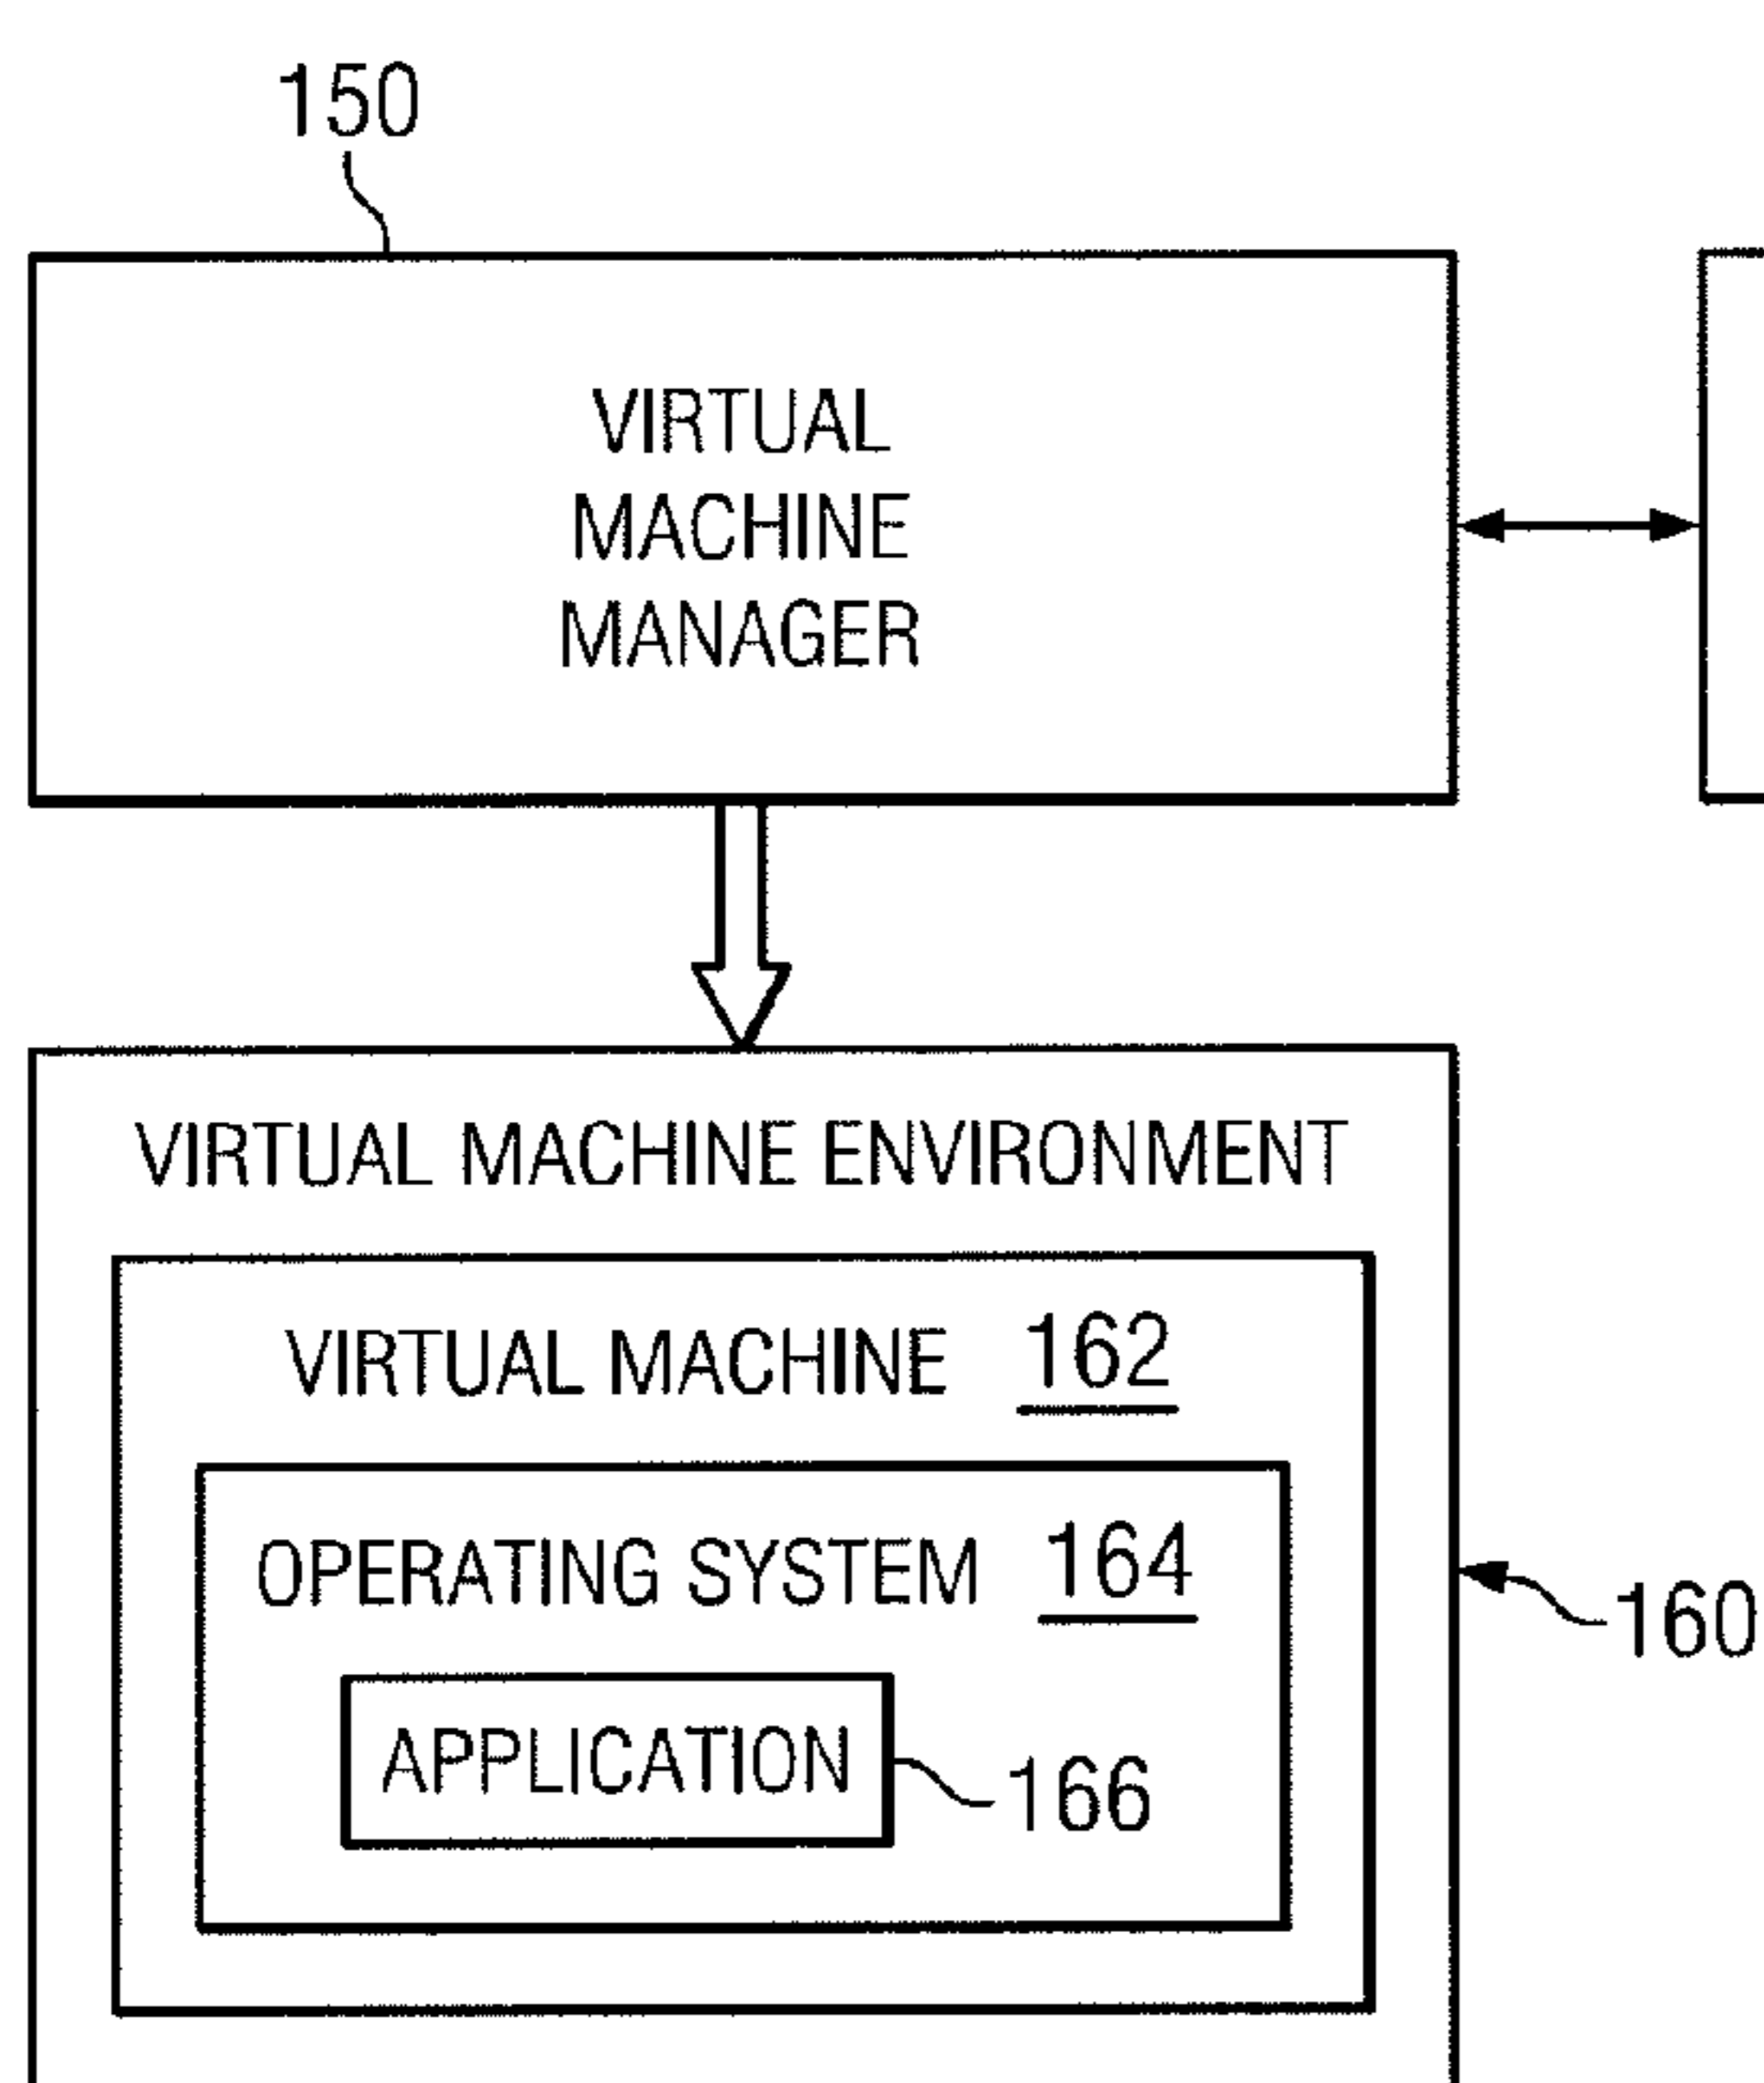 150
VIRTUAL
MACHINE
MANAGER
VIRTUAL MACHINE ENVIRONMENT
VIRTUAL MACHINE 162
OPERATING SYSTEM 164
160
APPLICATION
166